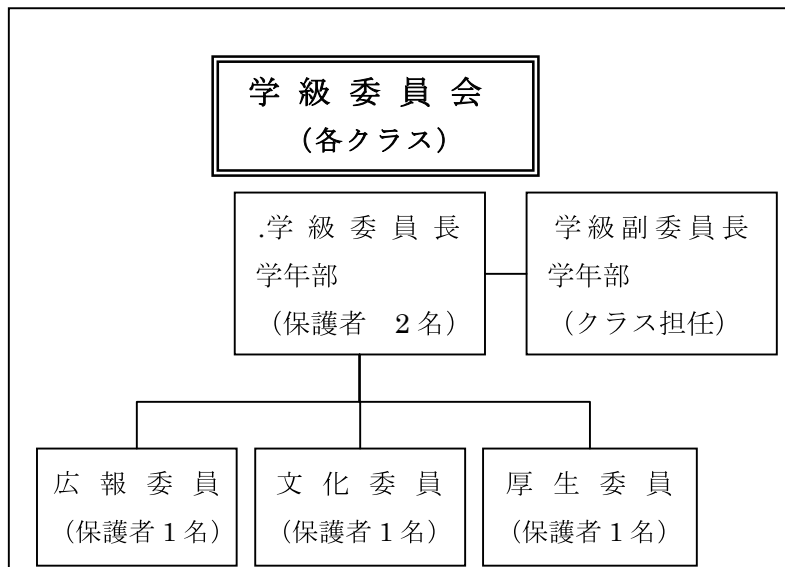 学級委員会
(各クラス)
.学級委員長
学年部
(保護者　2名)
学級副委員長
学年部
(クラス担任)
広報委員
(保護者1名)
文化委員
(保護者1名)
厚生委員
(保護者1名)